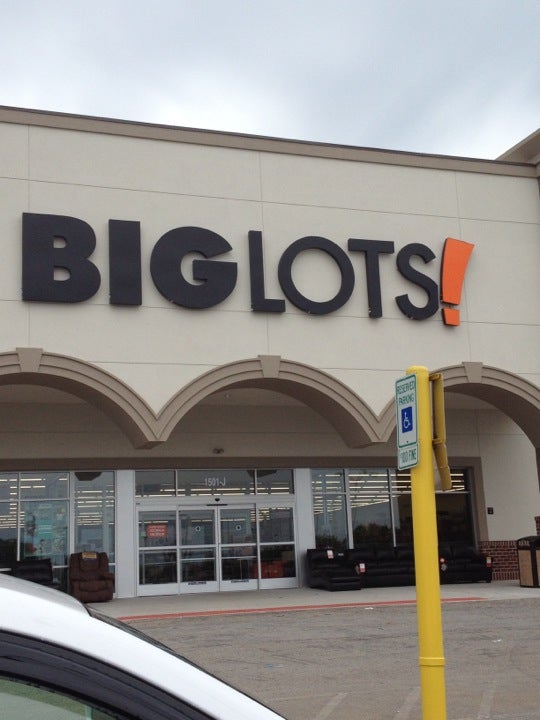 BIG LOTS!
RESERVED
PARKING
$100 FINE
1501-J